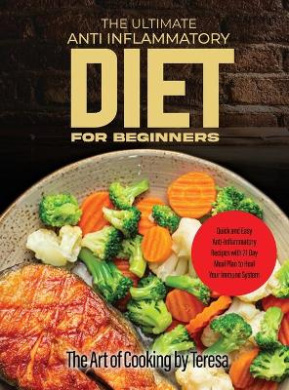 THE ULTIMATE
ANTI INFLAMMATORY
DIET
FOR BEGINNERS
Quick and Easy
Anti-Inflammatory
Recipes with 21 Day
Meal Plan to Heal
Your Immune System
The Art of Cooking by Teresa